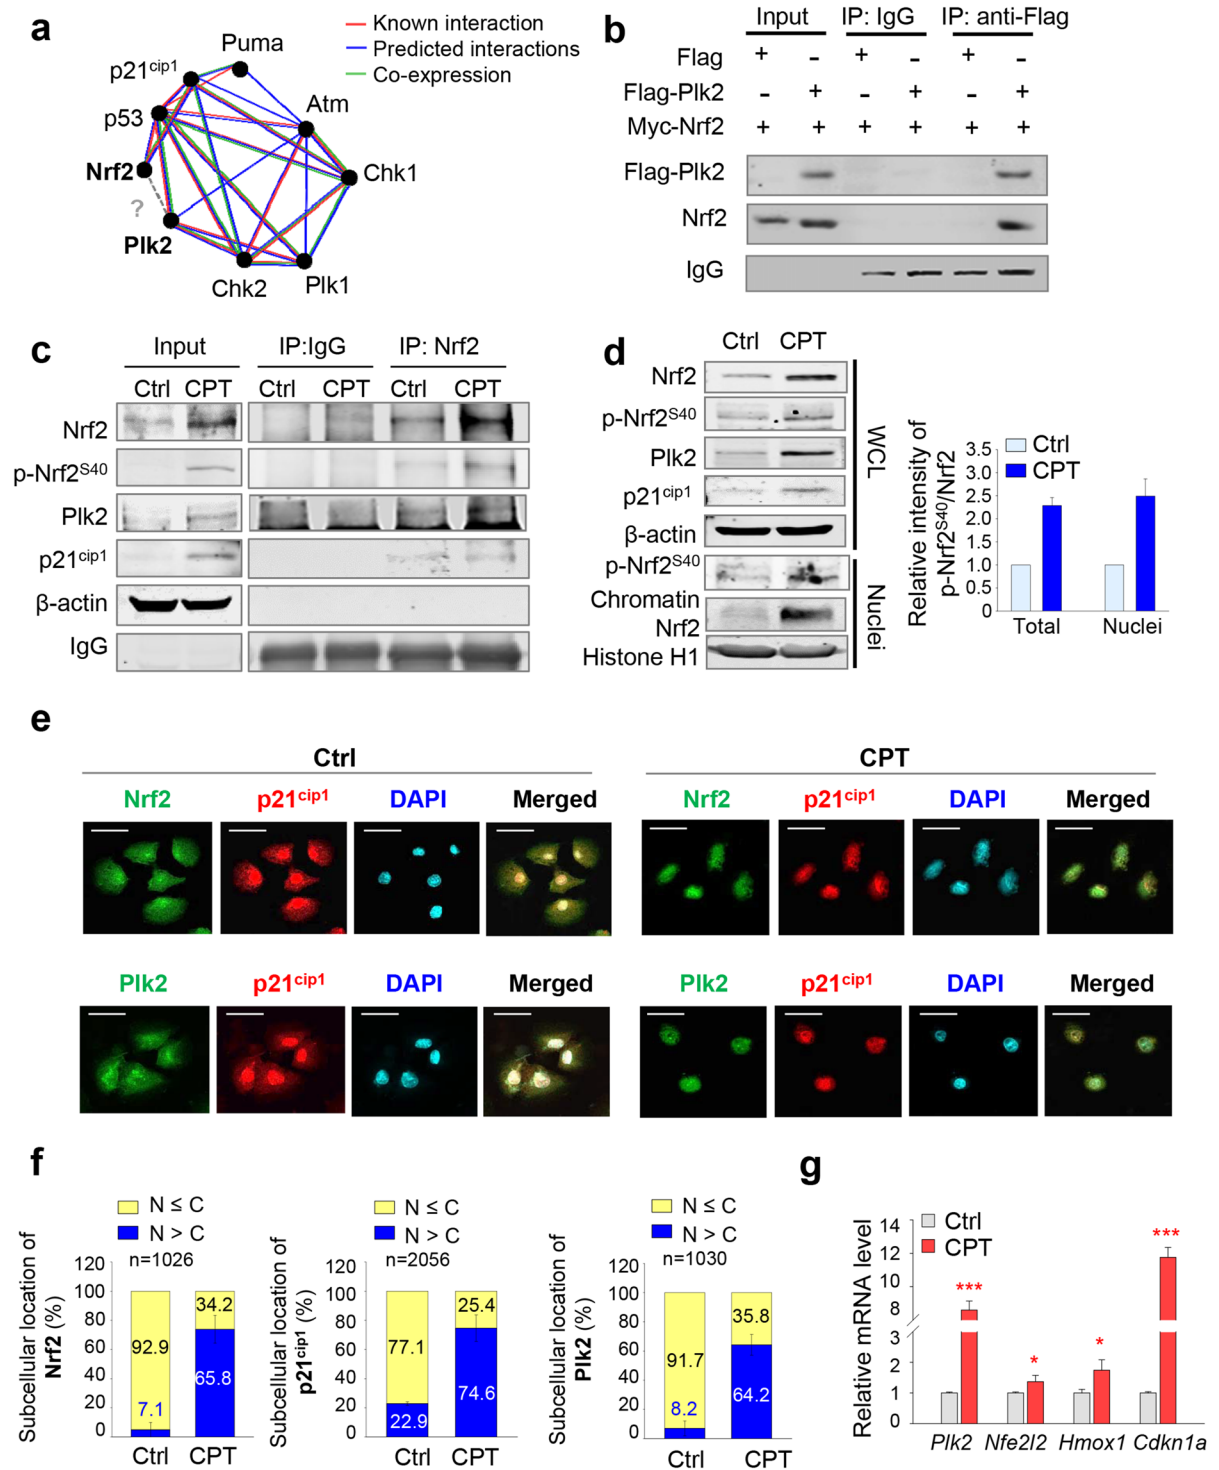 a
Known interaction
Predicted interactions
Co-expression
Puma
p21cip1
Atm
p53
Nrf2
Chk1
?
Plk2
Chk2
Plk1
b
Input IP: IgG IP: anti-Flag
Flag + - + - + -
Flag-Plk2 - + - + - +
Myc-Nrf2 + + + + + +
Flag-Plk2
Nrf2
IgG
c
Input IP:IgG IP: Nrf2
Ctrl CPT Ctrl CPT Ctrl CPT
Nrf2
p-Nrf2S40
Plk2
p21cip1
β-actin
IgG
d
Ctrl CPT
Nrf2
p-Nrf2S40
Plk2
p21cip1
β-actin
WCL
p-Nrf2S40
Chromatin
Nrf2
Histone H1
Nuclei
Relative intensity of
p-Nrf2S40/Nrf2
Ctrl
CPT
3.5
3.0
2.5
2.0
1.5
1.0
0.5
0
Total Nuclei
e
Ctrl CPT
Nrf2 p21cip1 DAPI Merged Nrf2 p21cip1 DAPI Merged
Plk2 p21cip1 DAPI Merged Plk2 p21cip1 DAPI Merged
f
N ≤ C
N > C
n=1026
Subcellular location of
Nrf2 (%)
120
100
80
60
40
20
0
92.9
7.1
34.2
65.8
Ctrl CPT
N ≤ C
N > C
n=2056
Subcellular location of
p21cip1 (%)
120
100
80
60
40
20
0
77.1
22.9
25.4
74.6
Ctrl CPT
N ≤ C
N > C
n=1030
Subcellular location of
Plk2 (%)
120
100
80
60
40
20
0
91.7
8.2
35.8
64.2
Ctrl CPT
g
Ctrl
CPT
Relative mRNA level
14
12
10
8
3
2
1
0
***
*
*
***
Plk2 Nfe2l2 Hmox1 Cdkn1a